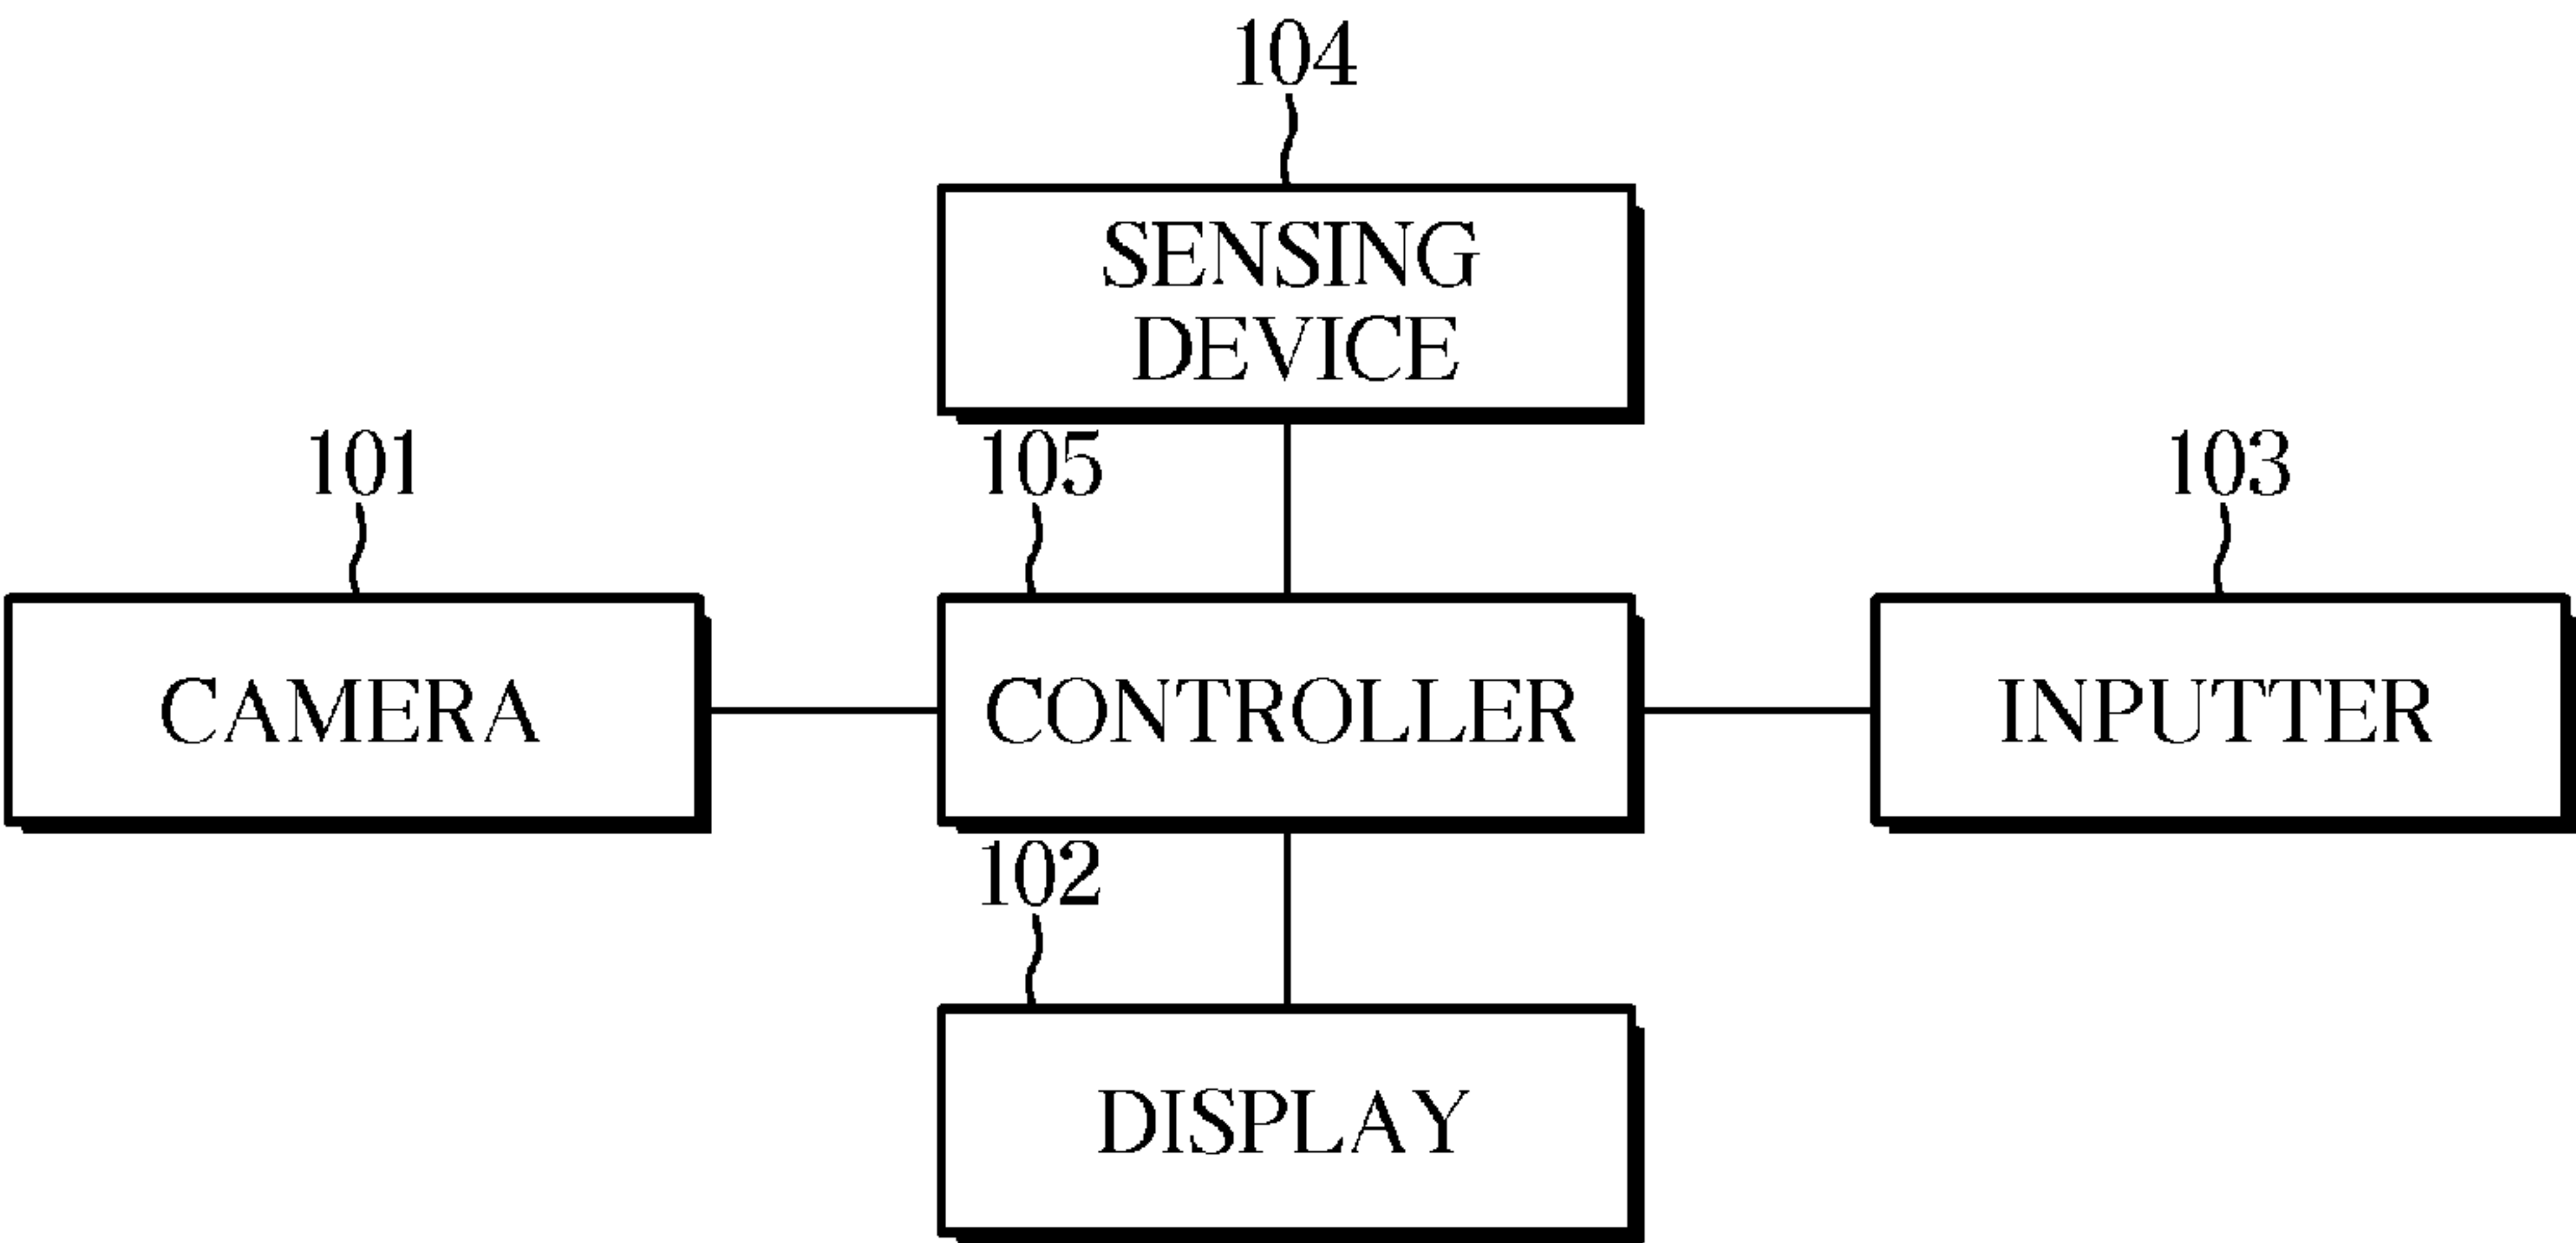 104
SENSING
DEVICE
101
105
103
CAMERA
CONTROLLER
INPUTTER
102
DISPLAY